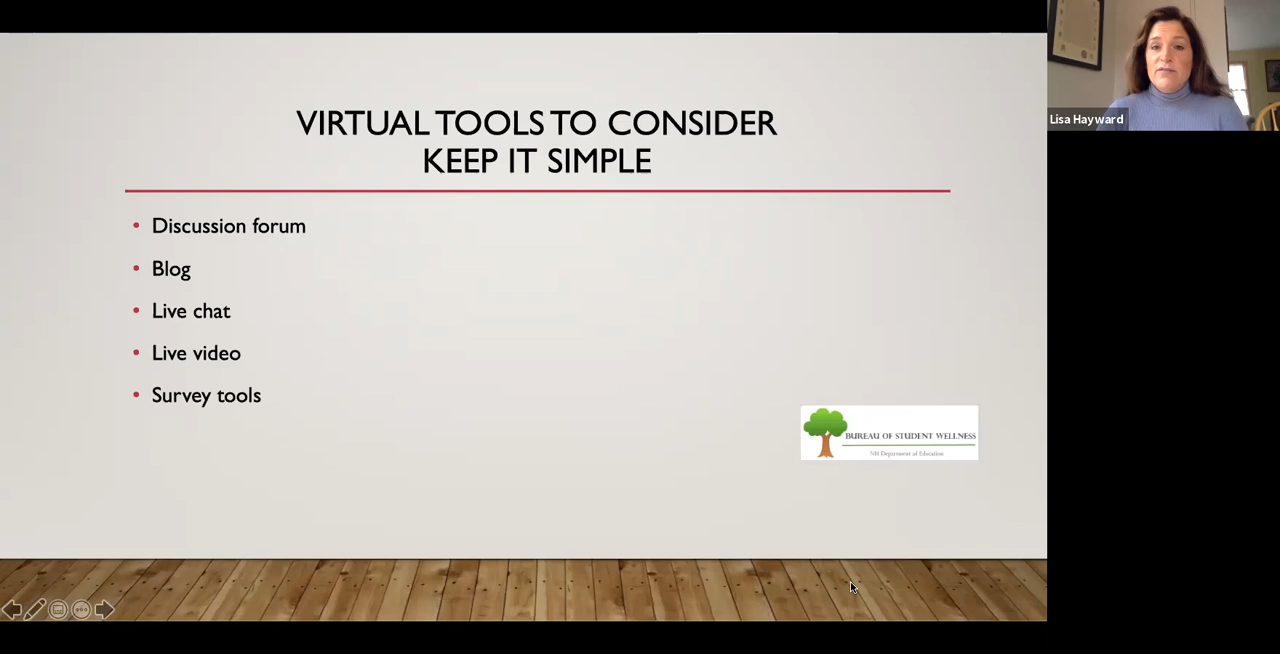 VIRTUAL TOOLS TO CONSIDER
KEEP IT SIMPLE
• Discussion forum
• Blog
• Live chat
• Live video
• Survey tools
BUREAU OF STUDENT WELLNESS
NH Department of Education
Lisa Hayward